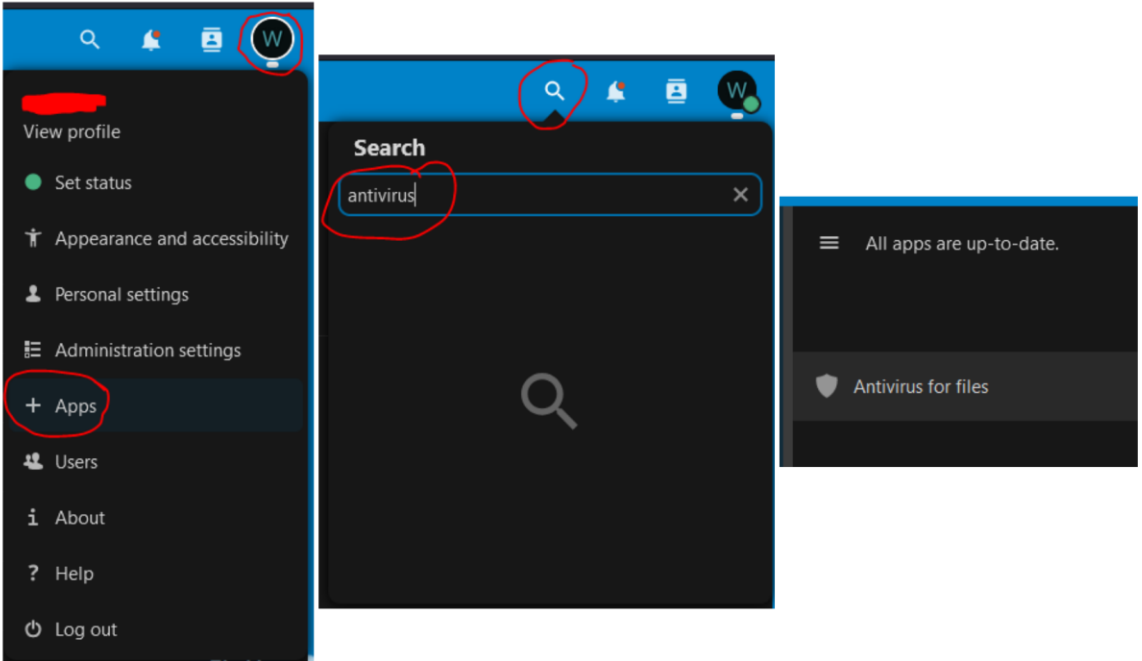 W
View profile
Set status
Appearance and accessibility
Personal settings
Administration settings
+ Apps
Users
i About
? Help
Log out
W
Search
antivirus
All apps are up-to-date.
Antivirus for files